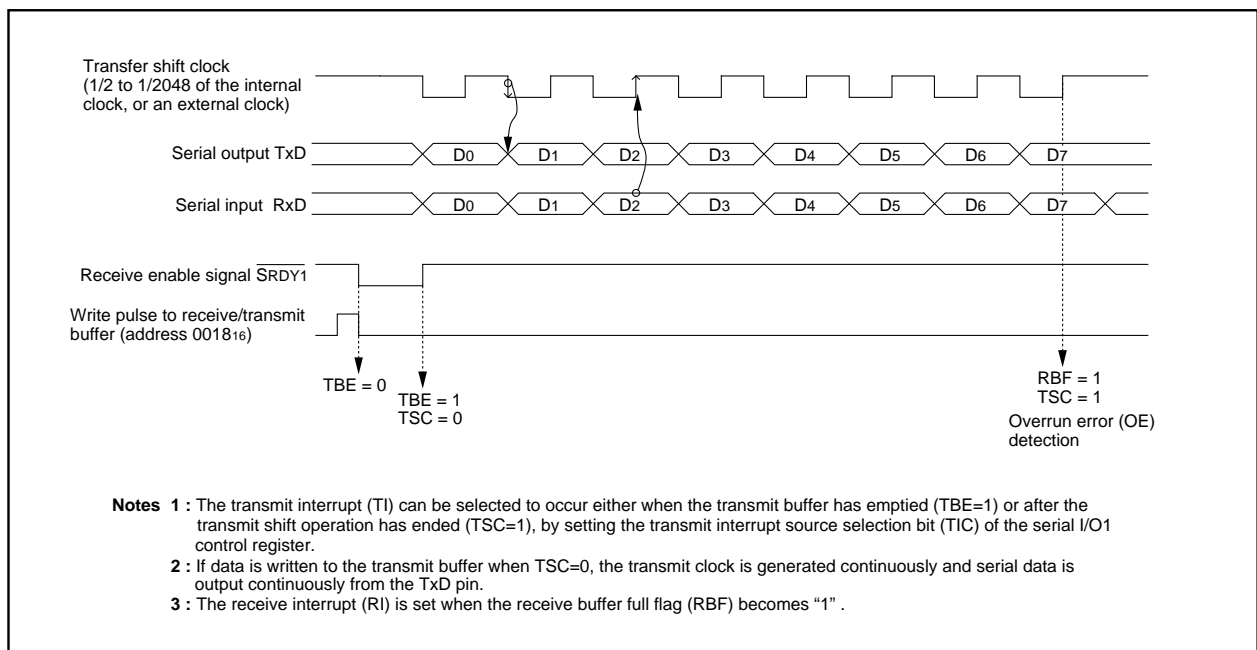 Transfer shift clock
(1/2 to 1/2048 of the internal
clock, or an external clock)
Serial output TxD
D0 D1 D2 D3 D4 D5 D6 D7
Serial input RxD
D0 D1 D2 D3 D4 D5 D6 D7
Receive enable signal SRDY1
Write pulse to receive/transmit
buffer (address 001816)
TBE = 0
TBE = 1
TSC = 0
RBF = 1
TSC = 1
Overrun error (OE)
detection
Notes 1 : The transmit interrupt (TI) can be selected to occur either when the transmit buffer has emptied (TBE=1) or after the
transmit shift operation has ended (TSC=1), by setting the transmit interrupt source selection bit (TIC) of the serial I/O1
control register.
2 : If data is written to the transmit buffer when TSC=0, the transmit clock is generated continuously and serial data is
output continuously from the TxD pin.
3 : The receive interrupt (RI) is set when the receive buffer full flag (RBF) becomes “1” .